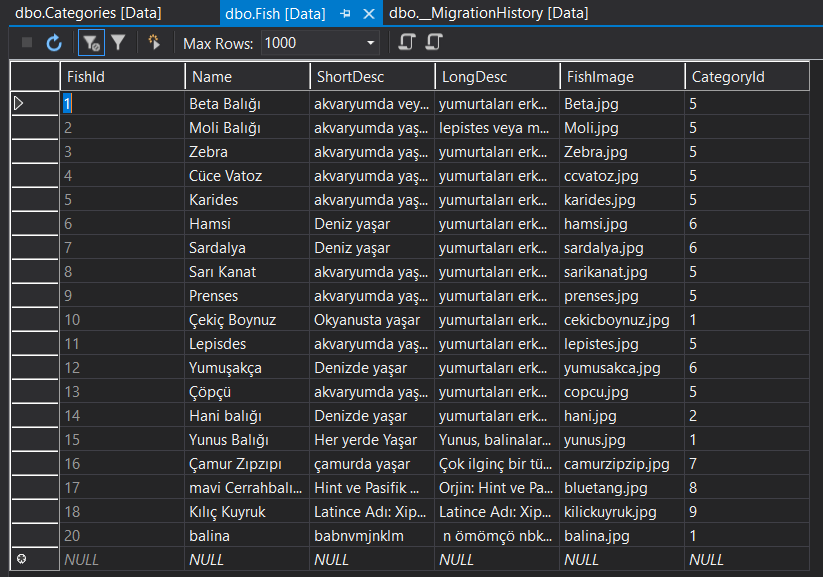 dbo.Categories [Data] dbo.Fish [Data] dbo.__MigrationHistory [Data]
Max Rows: 1000
FishId Name ShortDesc LongDesc FishImage CategoryId
1 Beta Balığı akvaryumda vey... yumurtaları erk... Beta.jpg 5
2 Moli Balığı akvaryumda yaş... lepistes veya m... Moli.jpg 5
3 Zebra akvaryumda yaş... yumurtaları erk... Zebra.jpg 5
4 Cüce Vatoz akvaryumda yaş... yumurtaları erk... ccvatoz.jpg 5
5 Karides akvaryumda yaş... yumurtaları erk... karides.jpg 5
6 Hamsi Deniz yaşar yumurtaları erk... hamsi.jpg 6
7 Sardalya Deniz yaşar yumurtaları erk... sardalya.jpg 6
8 Sarı Kanat akvaryumda yaş... yumurtaları erk... sarikanat.jpg 5
9 Prenses akvaryumda yaş... yumurtaları erk... prenses.jpg 5
10 Çekiç Boynuz Okyanusta yaşar yumurtaları erk... cekicboynuz.jpg 1
11 Lepisdes akvaryumda yaş... yumurtaları erk... lepistes.jpg 5
12 Yumuşakça Denizde yaşar yumurtaları erk... yumusakca.jpg 6
13 Çöpçü akvaryumda yaş... yumurtaları erk... copcu.jpg 5
14 Hani balığı Denizde yaşar yumurtaları erk... hani.jpg 2
15 Yunus Balığı Her yerde Yaşar Yunus, balinalar... yunus.jpg 1
16 Çamur Zıpzıpı çamurda yaşar Çok ilginç bir tü... camurzipzip.jpg 7
17 mavi Cerrahbalı... Hint ve Pasifik ... Orjin: Hint ve Pa... bluetang.jpg 8
18 Kılıç Kuyruk Latince Adı: Xip... Latince Adı: Xip... kilickuyruk.jpg 9
20 balina babnvmjnklm n ömömçö nbk... balina.jpg 1
NULL NULL NULL NULL NULL NULL